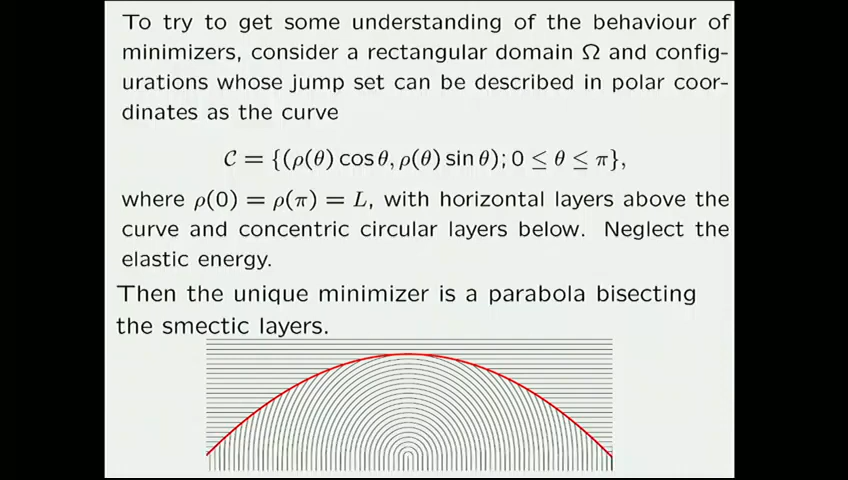 To try to get some understanding of the behaviour of
minimizers, consider a rectangular domain Ω and config-
urations whose jump set can be described in polar coor-
dinates as the curve
𝒞 = {(ρ(θ) cos θ, ρ(θ) sin θ); 0 ≤ θ ≤ π},
where ρ(0) = ρ(π) = L, with horizontal layers above the
curve and concentric circular layers below. Neglect the
elastic energy.
Then the unique minimizer is a parabola bisecting
the smectic layers.